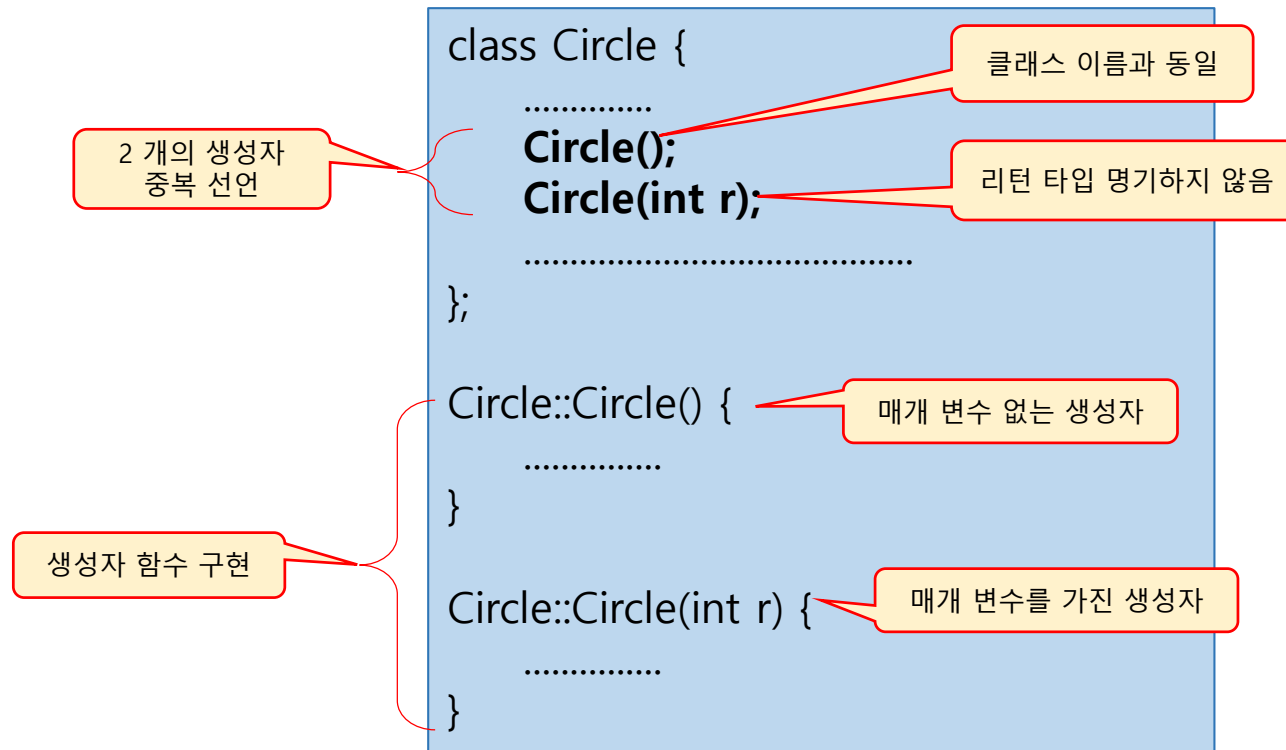 class Circle {
클래스 이름과 동일
..............
2 개의 생성자
중복 선언
Circle();
Circle(int r);
리턴 타입 명기하지 않음
..........................................
};
Circle::Circle() {
매개 변수 없는 생성자
...............
}
생성자 함수 구현
Circle::Circle(int r) {
매개 변수를 가진 생성자
...............
}